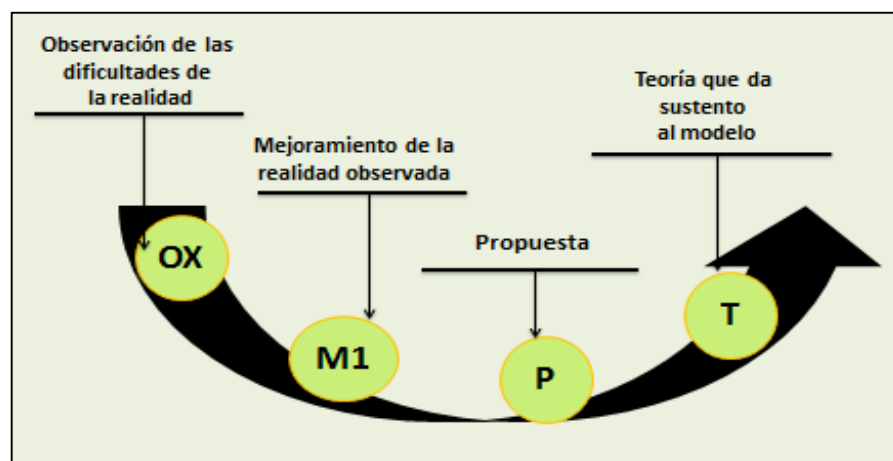 Observación de las
dificultades de
la realidad
Mejoramiento de la
realidad observada
Propuesta
Teoría que da
sustento
al modelo
OX
M1
P
T